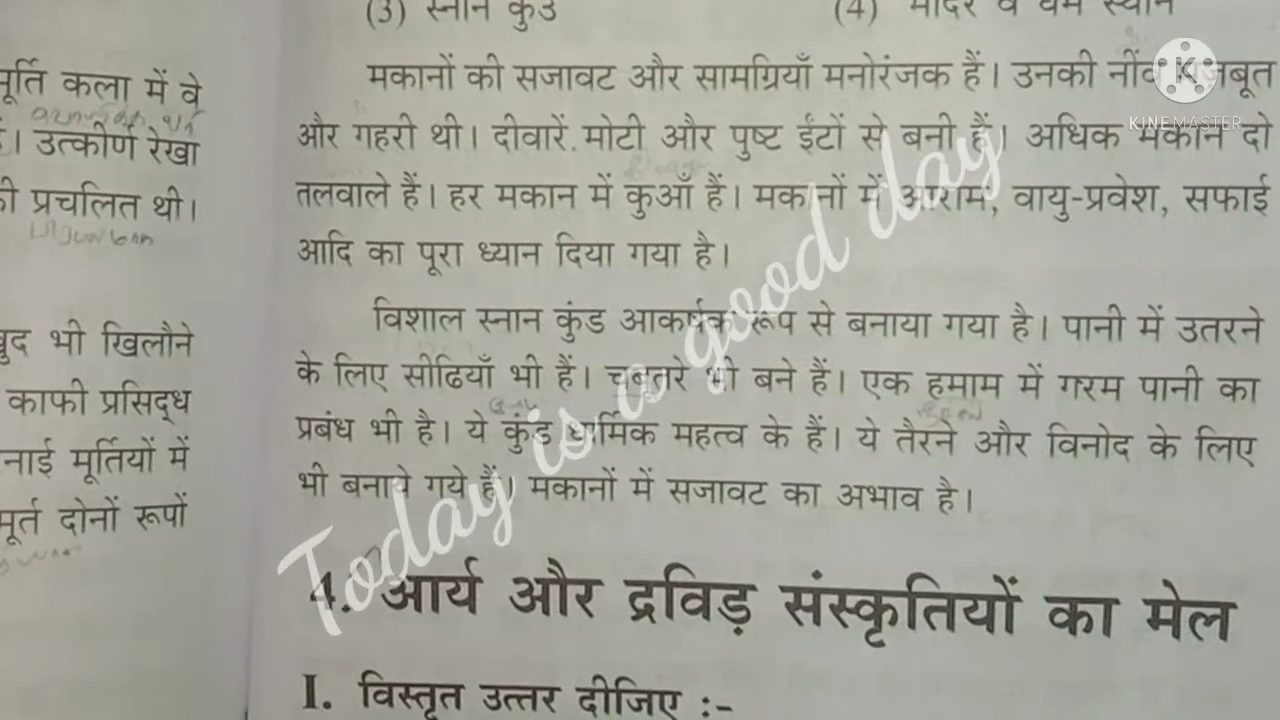 (3) स्नान कुंड
(4) मंदिर व धर्म स्थान
मूर्ति कला में वे
। उत्कीर्ण रेखा
प्रचलित थी।
भी खिलौने
काफी प्रसिद्ध
मूर्तियों में
दोनों रूपों
मकानों की सजावट और सामग्रियाँ मनोरंजक हैं। उनकी नींव मजबूत
और गहरी थी। दीवारें मोटी और पुष्ट ईंटों से बनी हैं। अधिक मकान दो
तलवाले हैं। हर मकान में कुआँ हैं। मकानों में आराम, वायु-प्रवेश, सफाई
आदि का पूरा ध्यान दिया गया है।
विशाल स्नान कुंड आकर्षक रूप से बनाया गया है। पानी में उतरने
के लिए सीढियाँ भी हैं। चबूतरे भी बने हैं। एक हमाम में गरम पानी का
प्रबंध भी है। ये कुंड धार्मिक महत्व के हैं। ये तैरने और विनोद के लिए
भी बनाये गये हैं। मकानों में सजावट का अभाव है।
4. आर्य और द्रविड़ संस्कृतियों का मेल
I. विस्तृत उत्तर दीजिए :-
Today is a good day
K
KINEMASTER